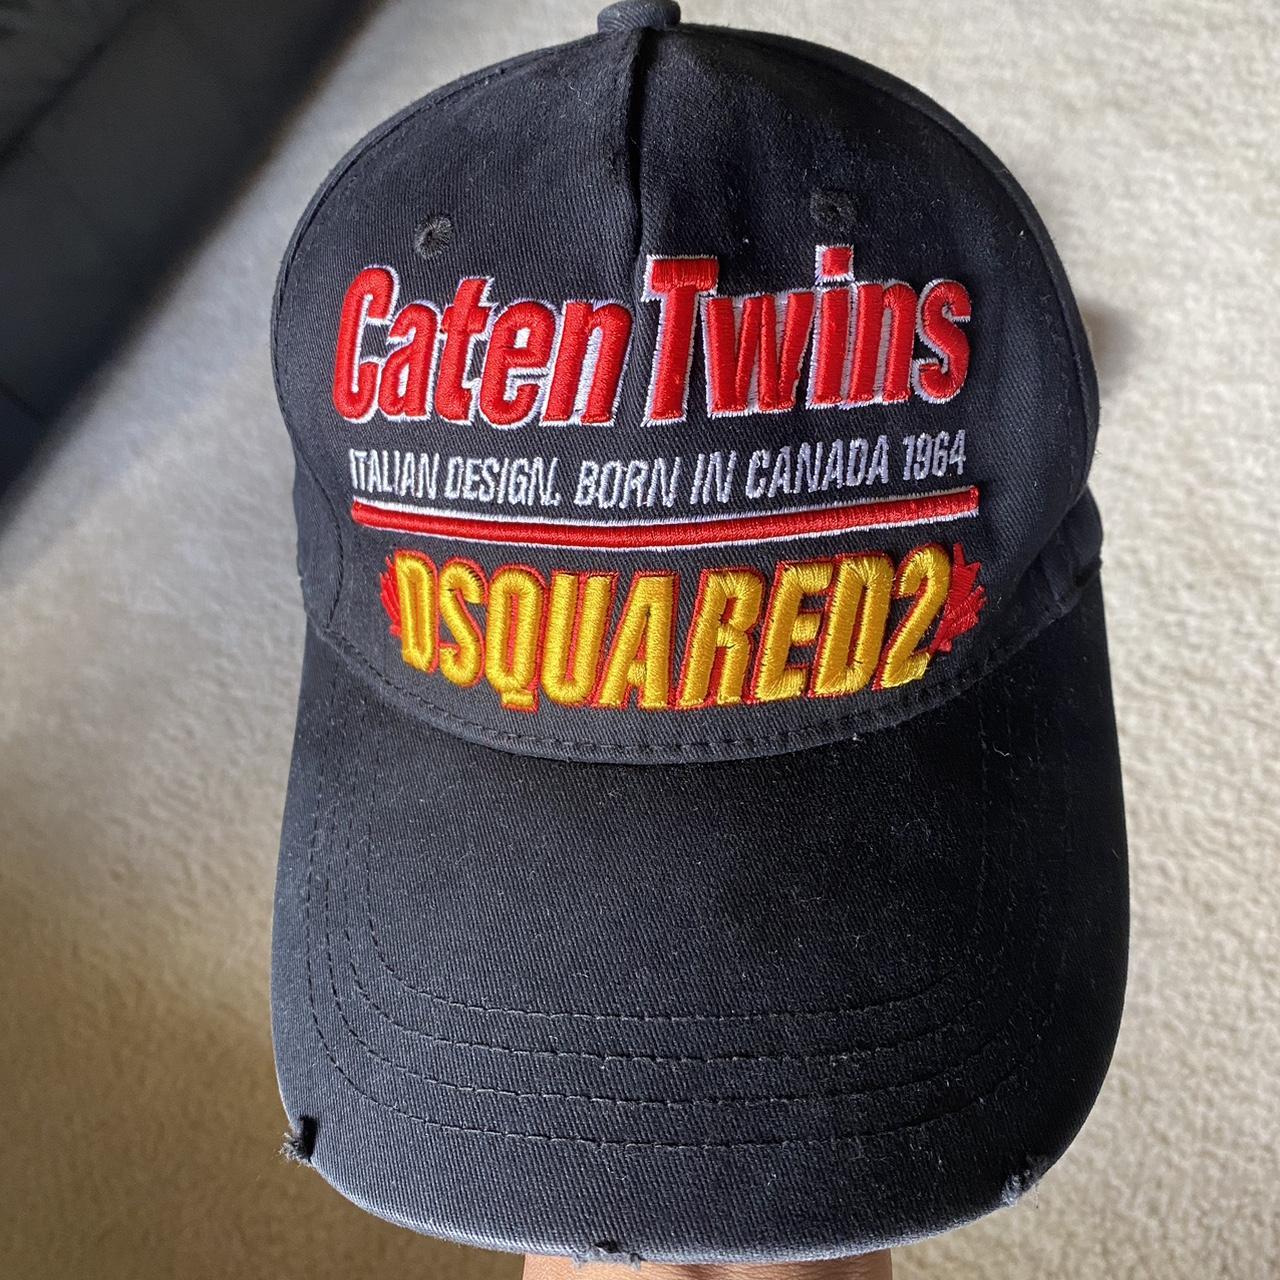 Caten Twins
ITALIAN DESIGN. BORN IN CANADA 1964
DSQUARED2